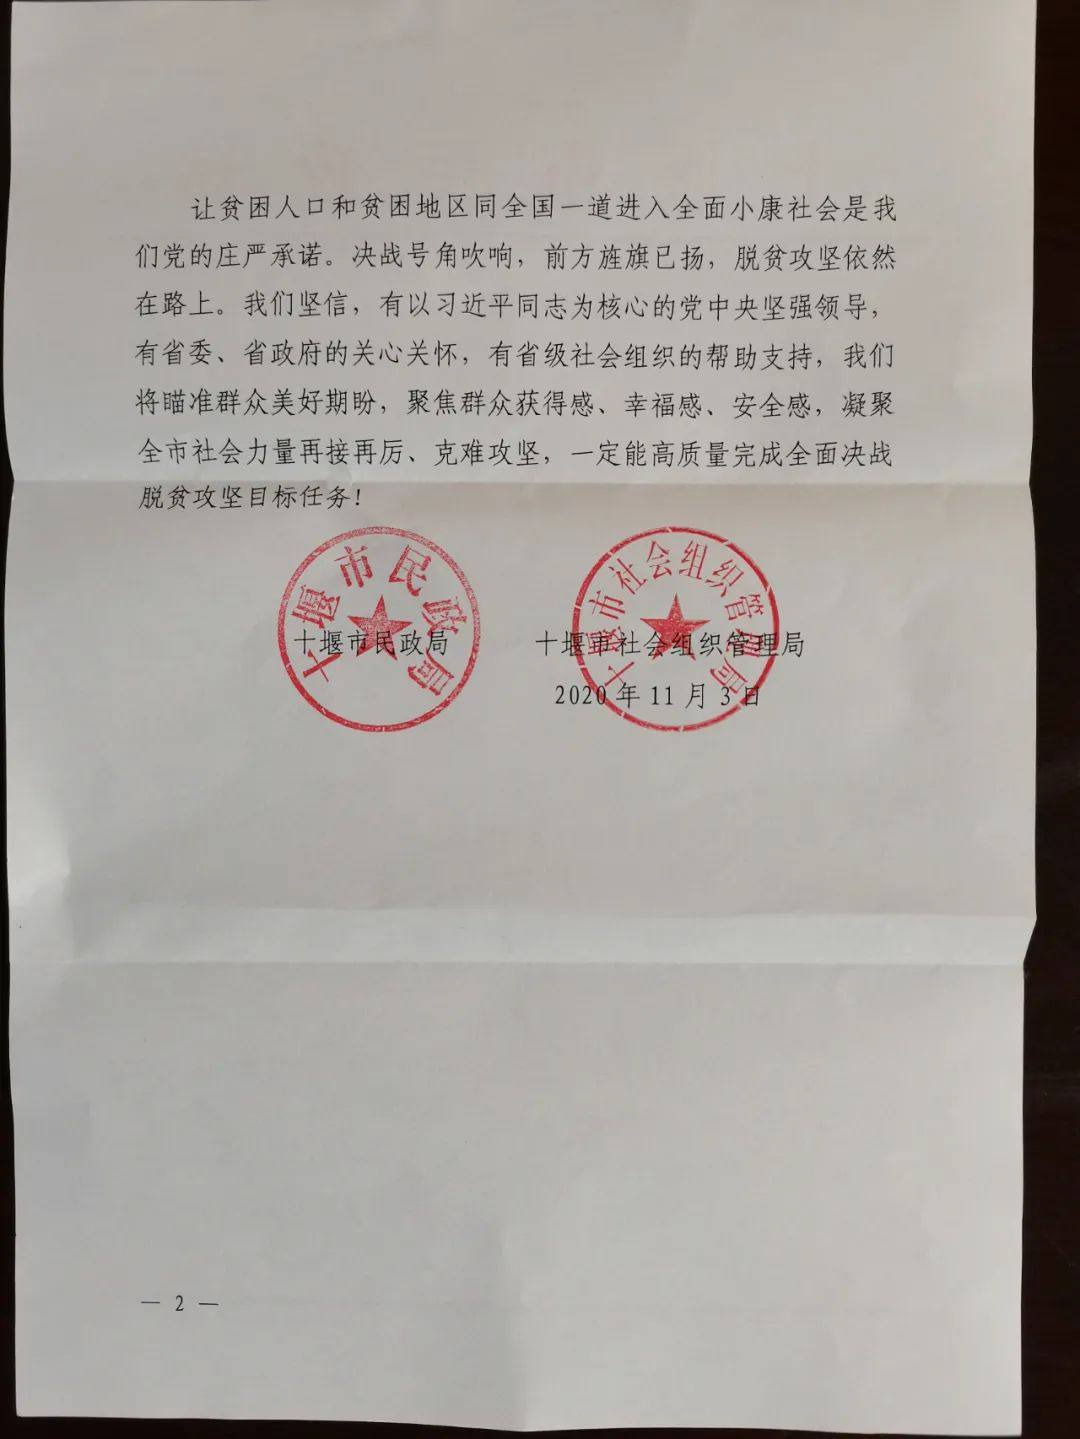 让贫困人口和贫困地区同全国一道进入全面小康社会是我
们党的庄严承诺。决战号角吹响，前方旌旗已扬，脱贫攻坚依然
在路上。我们坚信，有以习近平同志为核心的党中央坚强领导，
有省委、省政府的关心关怀，有省级社会组织的帮助支持，我们
将瞄准群众美好期盼，聚焦群众获得感、幸福感、安全感，凝聚
全市社会力量再接再厉、克难攻坚，一定能高质量完成全面决战
脱贫攻坚目标任务！
十堰市民政局
十堰市社会组织管理局
十堰市民政局 十堰市社会组织管理局
2020 年 11 月 3 日
— 2 —